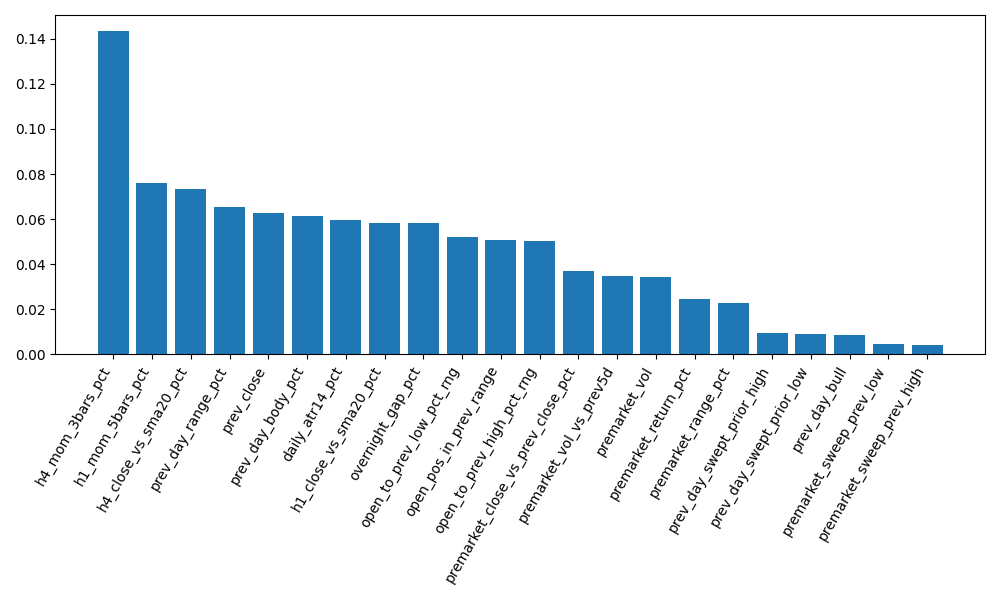 0.14
0.12
0.10
0.08
0.06
0.04
0.02
0.00
h4_mom_3bars_pct
h1_mom_5bars_pct
h4_close_vs_sma20_pct
prev_day_range_pct
prev_close
prev_day_body_pct
daily_atr14_pct
h1_close_vs_sma20_pct
overnight_gap_pct
open_to_prev_low_pct_rng
open_pos_in_prev_range
open_to_prev_high_pct_rng
premarket_close_vs_prev_close_pct
premarket_vol_vs_prev5d
premarket_vol
premarket_return_pct
premarket_range_pct
prev_day_swept_prior_high
prev_day_swept_prior_low
prev_day_bull
premarket_sweep_prev_low
premarket_sweep_prev_high